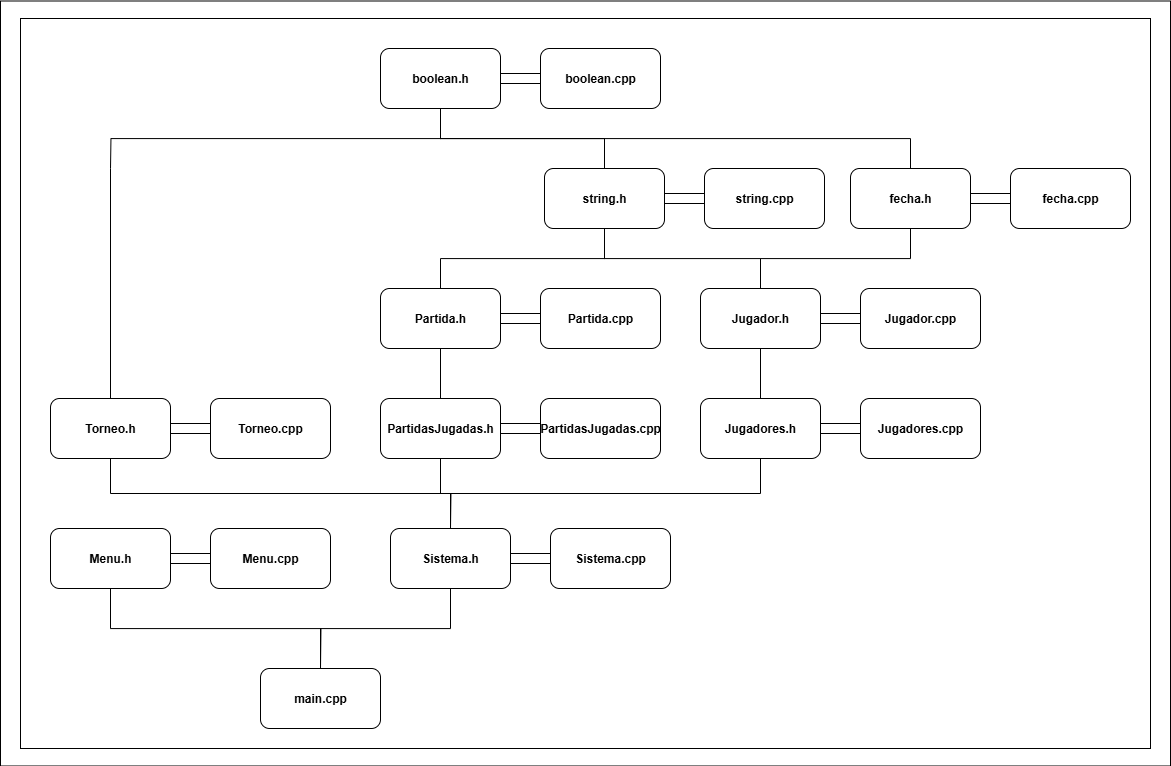 boolean.h
boolean.cpp
string.h
string.cpp
fecha.h
fecha.cpp
Partida.h
Partida.cpp
Jugador.h
Jugador.cpp
Torneo.h
Torneo.cpp
PartidasJugadas.h
PartidasJugadas.cpp
Jugadores.h
Jugadores.cpp
Menu.h
Menu.cpp
Sistema.h
Sistema.cpp
main.cpp